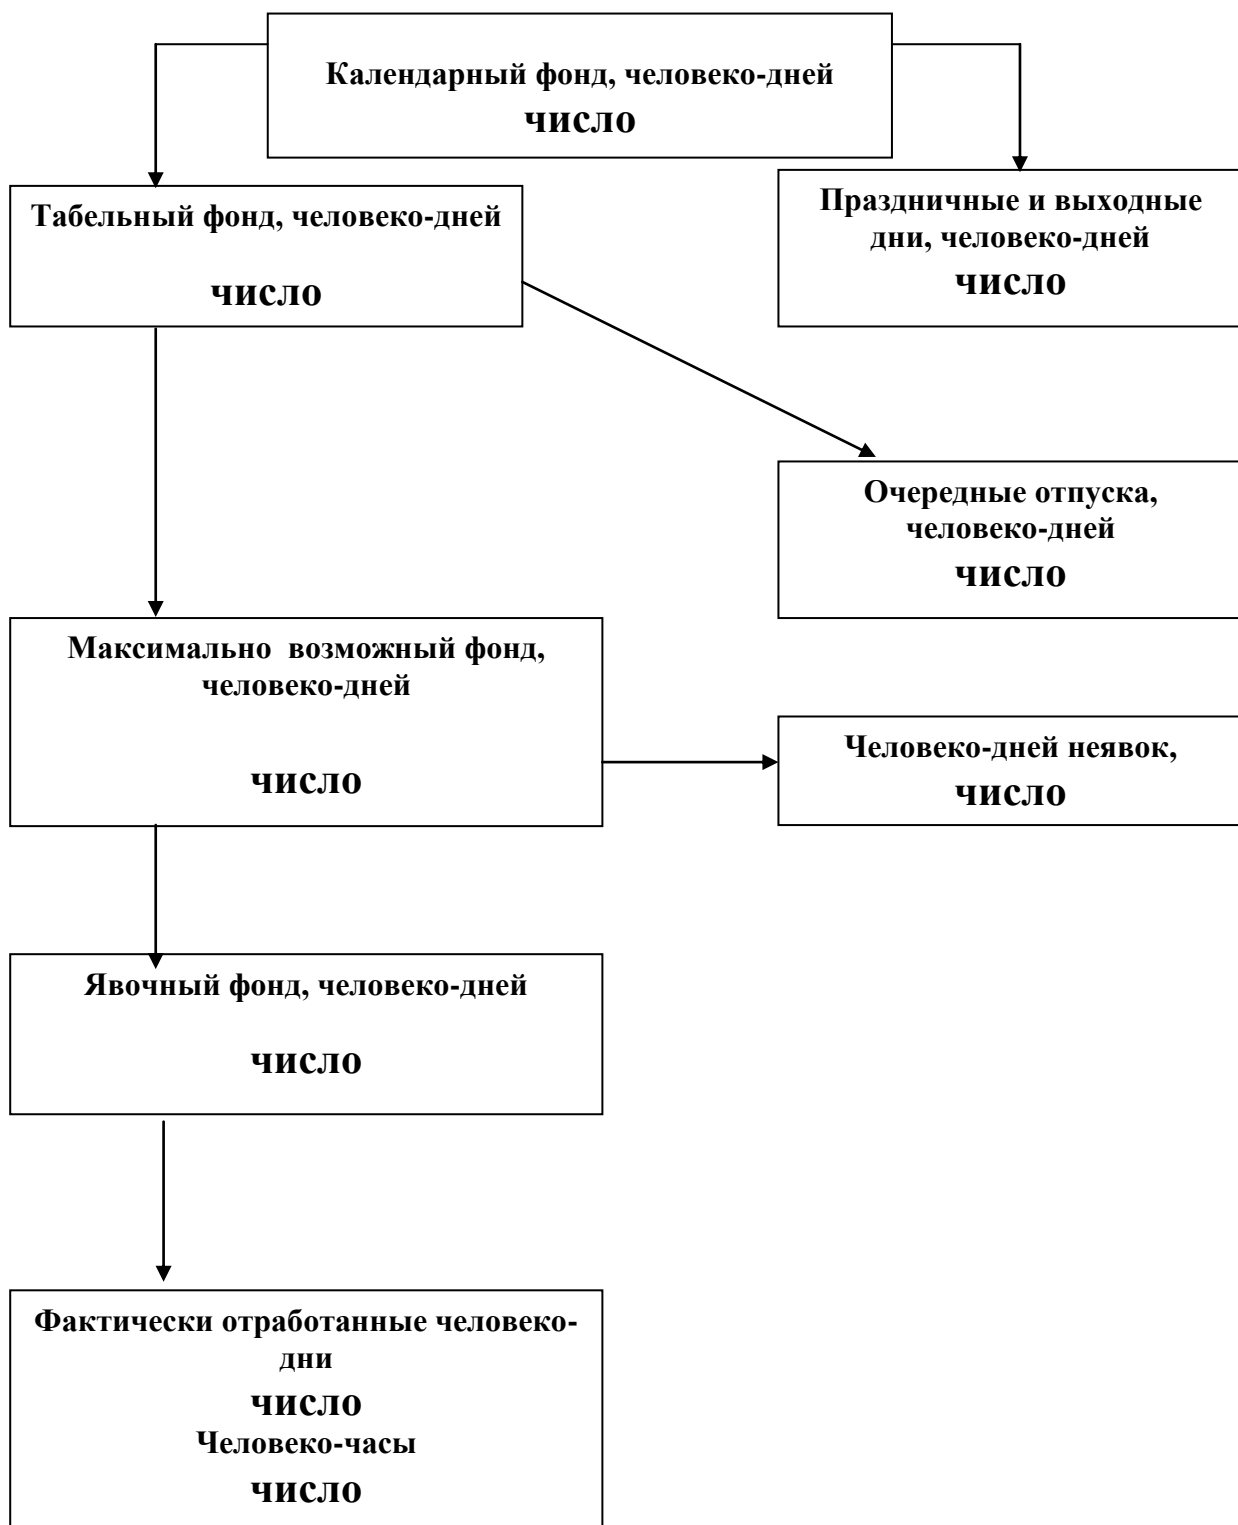 Календарный фонд, человеко-дней
число
Табельный фонд, человеко-дней
число
Праздничные и выходные
дни, человеко-дней
число
Очередные отпуска,
человеко-дней
число
Максимально возможный фонд,
человеко-дней
число
Человеко-дней неявок,
число
Явочный фонд, человеко-дней
число
Фактически отработанные человеко-
дни
число
Человеко-часы
число